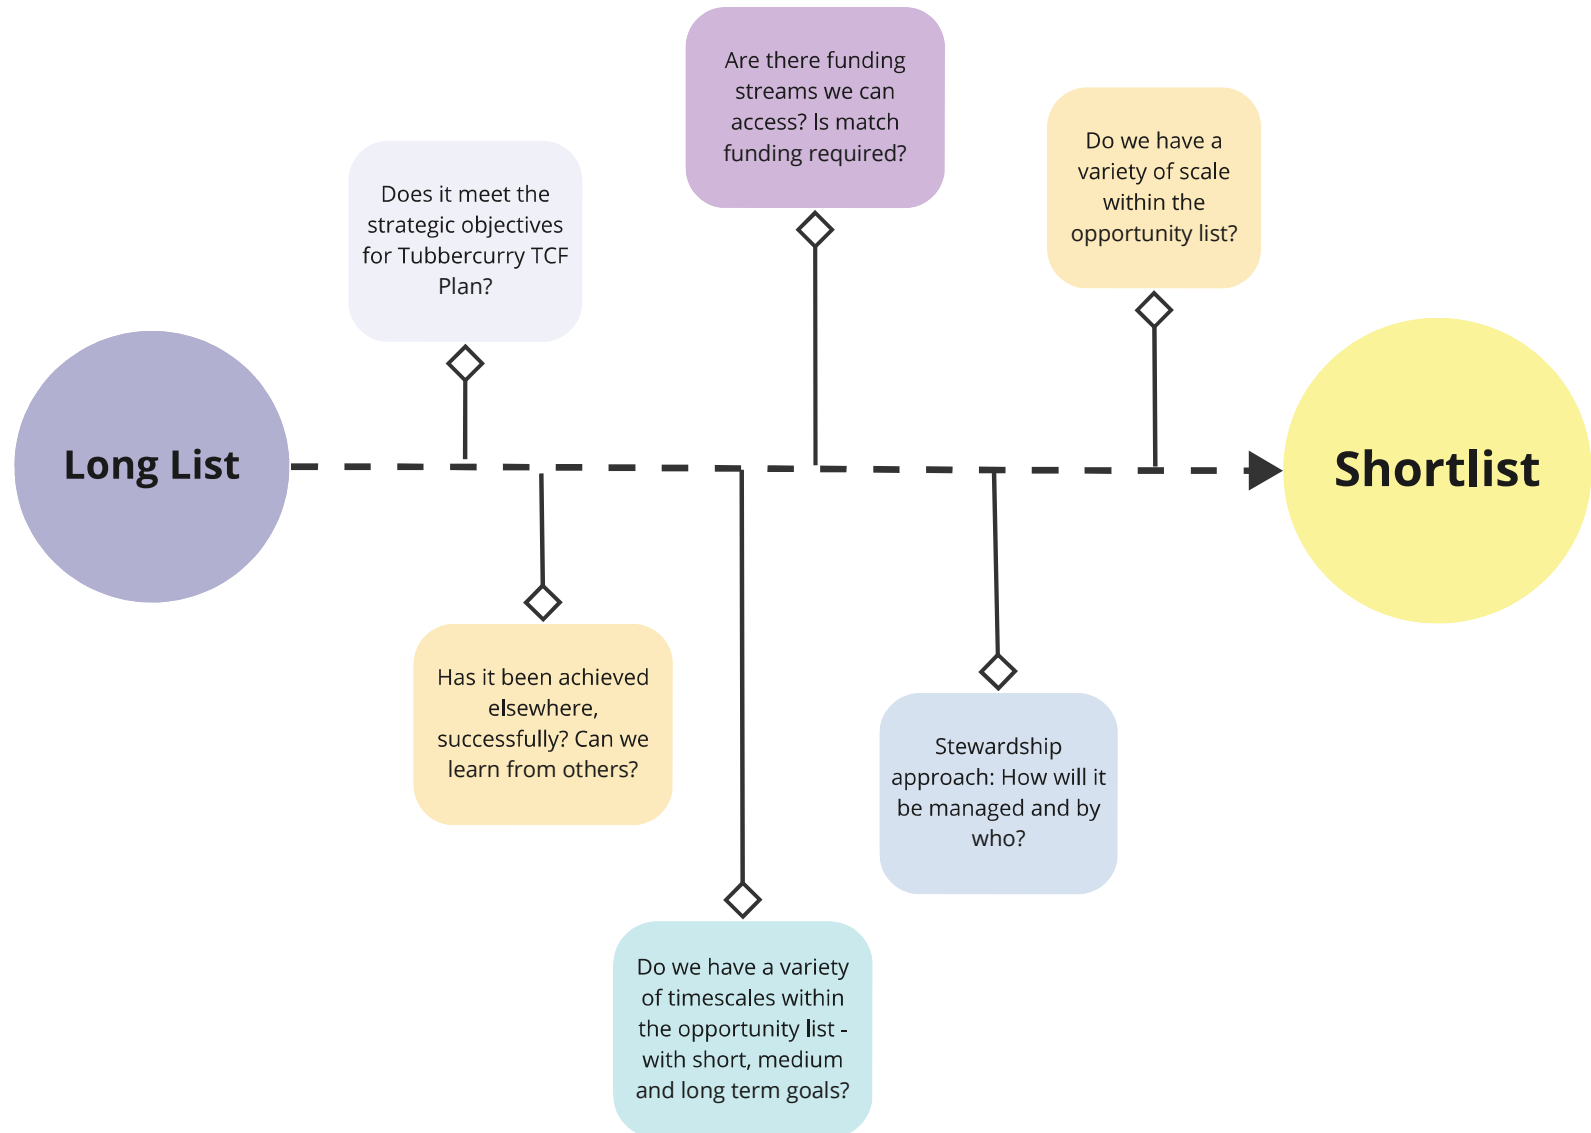 Long List
Does it meet the
strategic objectives
for Tubbercurry TCF
Plan?
Has it been achieved
elsewhere,
successfully? Can we
learn from others?
Do we have a variety
of timescales within
the opportunity list -
with short, medium
and long term goals?
Are there funding
streams we can
access? Is match
funding required?
Stewardship
approach: How will it
be managed and by
who?
Do we have a
variety of scale
within the
opportunity list?
Shortlist